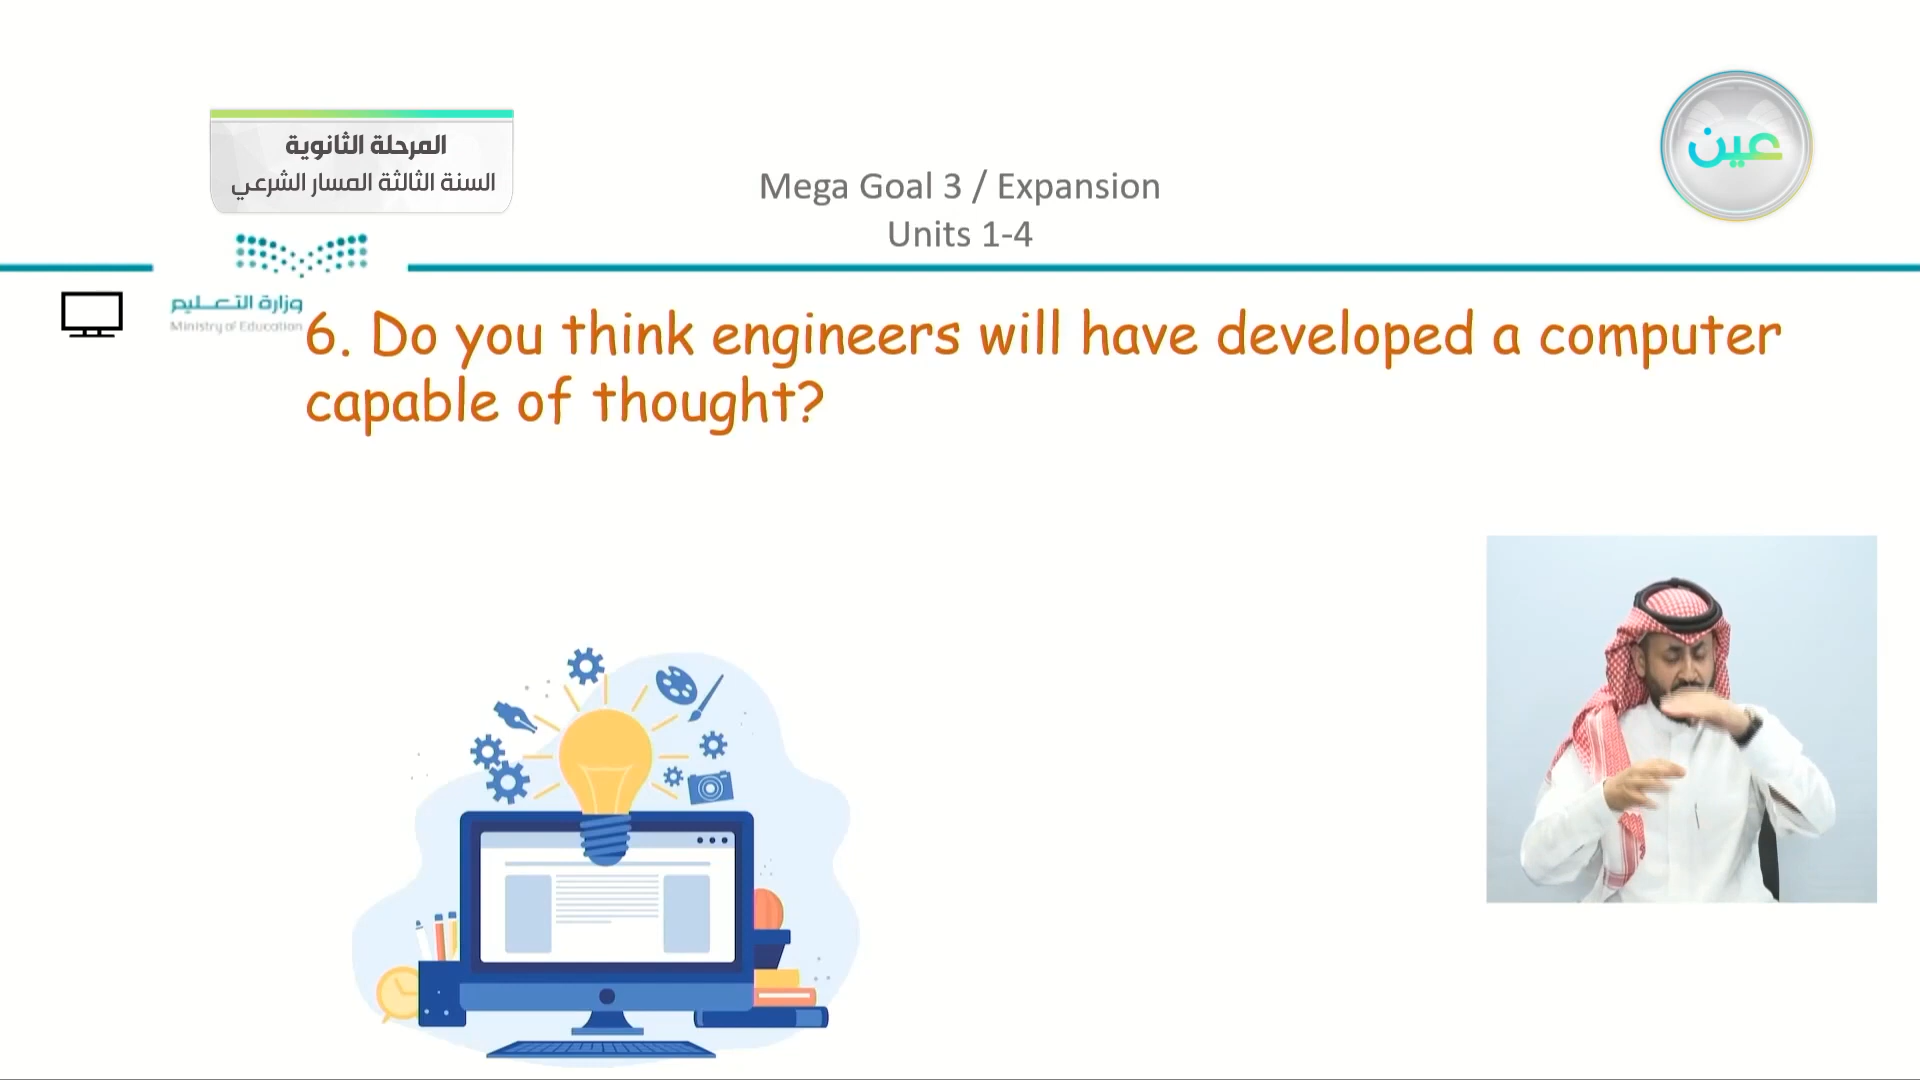 المرحلة الثانوية
السنة الثالثة المسار الشرعي
عين
Mega Goal 3 / Expansion
Units 1-4
وزارة التعليم
Ministry of Education
6. Do you think engineers will have developed a computer
capable of thought?